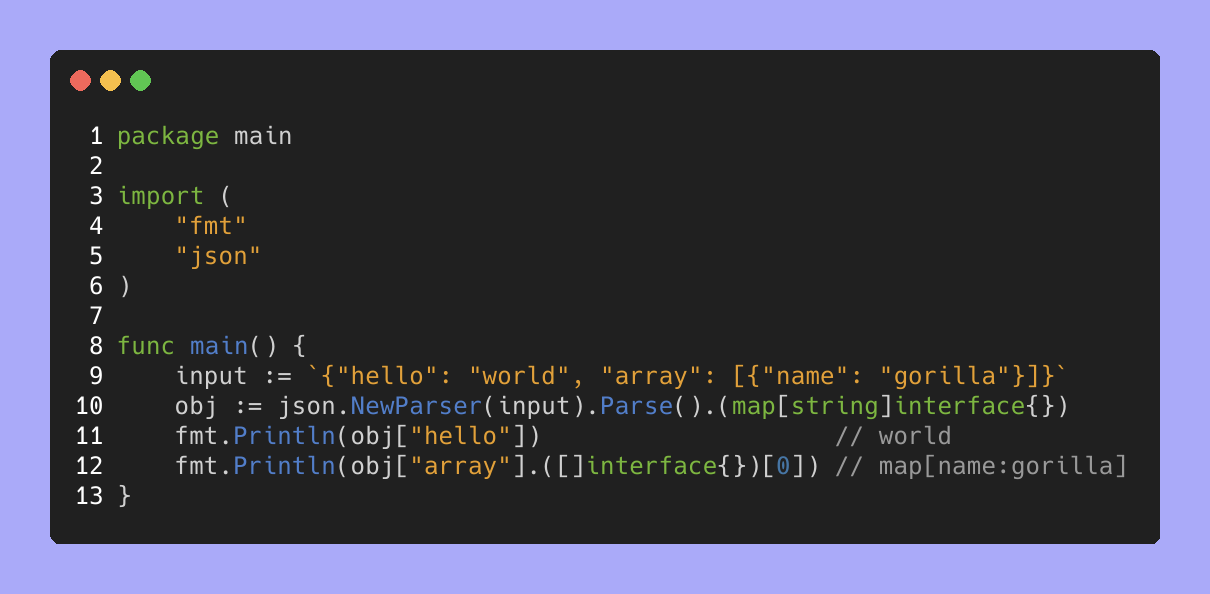 1 package main
2
3 import (
4     "fmt"
5     "json"
6 )
7
8 func main() {
9     input := `{"hello": "world", "array": [{"name": "gorilla"}]}`
10     obj := json.NewParser(input).Parse().(map[string]interface{})
11     fmt.Println(obj["hello"])                    // world
12     fmt.Println(obj["array"].([]interface{})[0]) // map[name:gorilla]
13 }